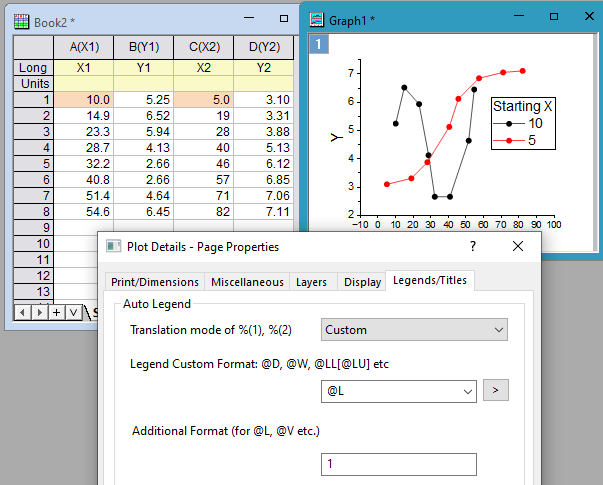 Book2 *
A(X1) B(Y1) C(X2) D(Y2)
Long X1 Y1 X2 Y2
Units
1 10.0 5.25 5.0 3.10
2 14.9 6.52 19 3.31
3 23.3 5.94 28 3.88
4 28.7 4.13 40 5.13
5 32.2 2.66 46 6.12
6 40.8 2.66 57 6.85
7 51.4 4.64 71 7.06
8 54.6 6.45 82 7.11
9
10
11
12
13
Graph1 *
1
7
6
5
4
3
2
Y
Starting X
10
5
-10 0 10 20 30 40 50 60 70 80 90 100
Plot Details - Page Properties
Print/Dimensions Miscellaneous Layers Display Legends/Titles
Auto Legend
Translation mode of %(1), %(2) Custom
Legend Custom Format: @D, @W, @LL[@LU] etc
@L >
Additional Format (for @L, @V etc.)
1